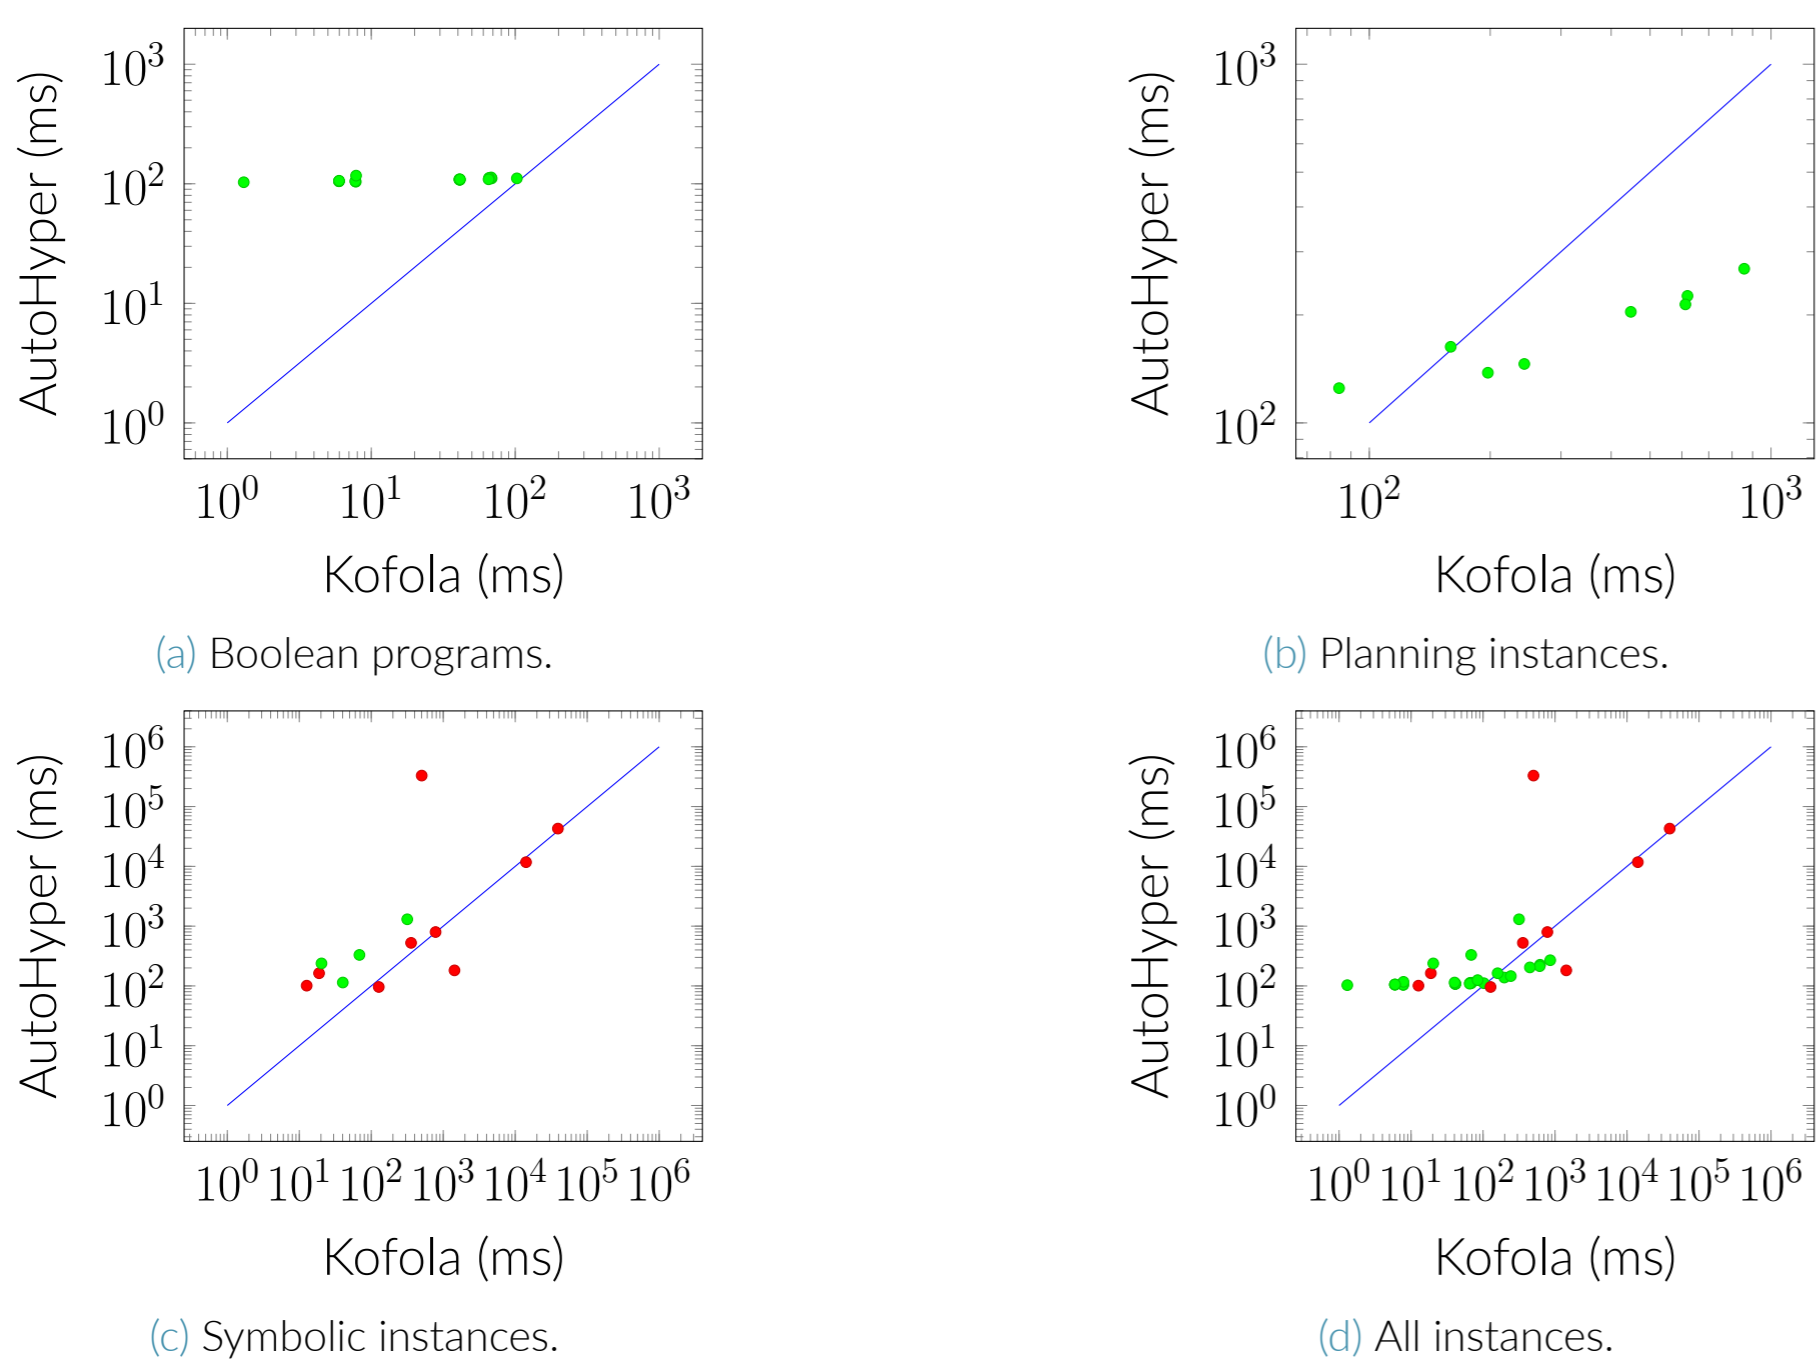 10^3
10^2
10^1
10^0
AutoHyper (ms)
10^0 10^1 10^2 10^3
Kofola (ms)
(a) Boolean programs.
10^3
10^2
AutoHyper (ms)
10^2 10^3
Kofola (ms)
(b) Planning instances.
10^6
10^5
10^4
10^3
10^2
10^1
10^0
AutoHyper (ms)
10^0 10^1 10^2 10^3 10^4 10^5 10^6
Kofola (ms)
(c) Symbolic instances.
10^6
10^5
10^4
10^3
10^2
10^1
10^0
AutoHyper (ms)
10^0 10^1 10^2 10^3 10^4 10^5 10^6
Kofola (ms)
(d) All instances.